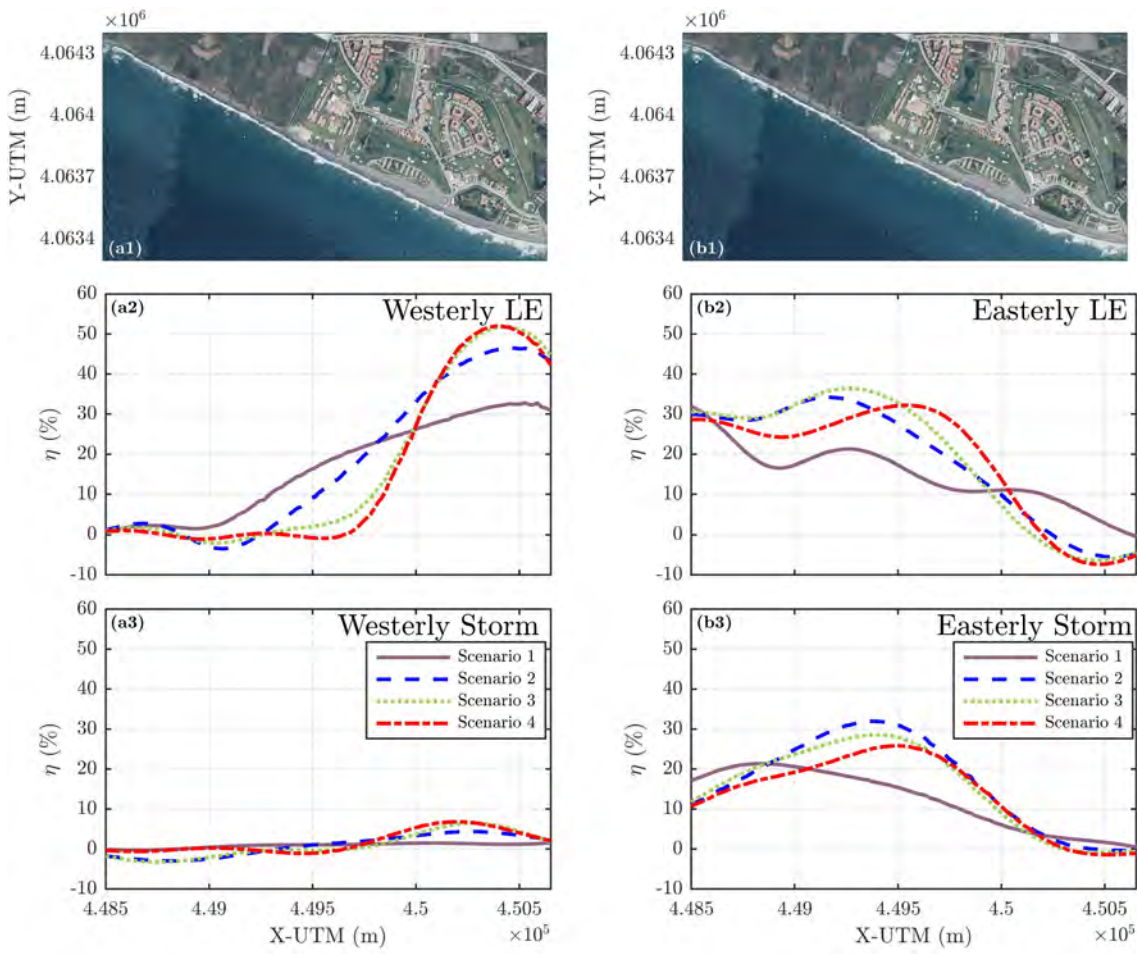 ×10⁶
4.0643
4.064
4.0637
4.0634
Y-UTM (m)
(a1)
×10⁶
4.0643
4.064
4.0637
4.0634
Y-UTM (m)
(b1)
60
50
40
30
20
10
0
-10
η (%)
(a2)
Westerly LE
60
50
40
30
20
10
0
-10
η (%)
(b2)
Easterly LE
60
50
40
30
20
10
0
-10
η (%)
(a3)
Westerly Storm
Scenario 1
Scenario 2
Scenario 3
Scenario 4
4.485 4.49 4.495 4.5 4.505
X-UTM (m)
×10⁵
60
50
40
30
20
10
0
-10
η (%)
(b3)
Easterly Storm
Scenario 1
Scenario 2
Scenario 3
Scenario 4
4.485 4.49 4.495 4.5 4.505
X-UTM (m)
×10⁵